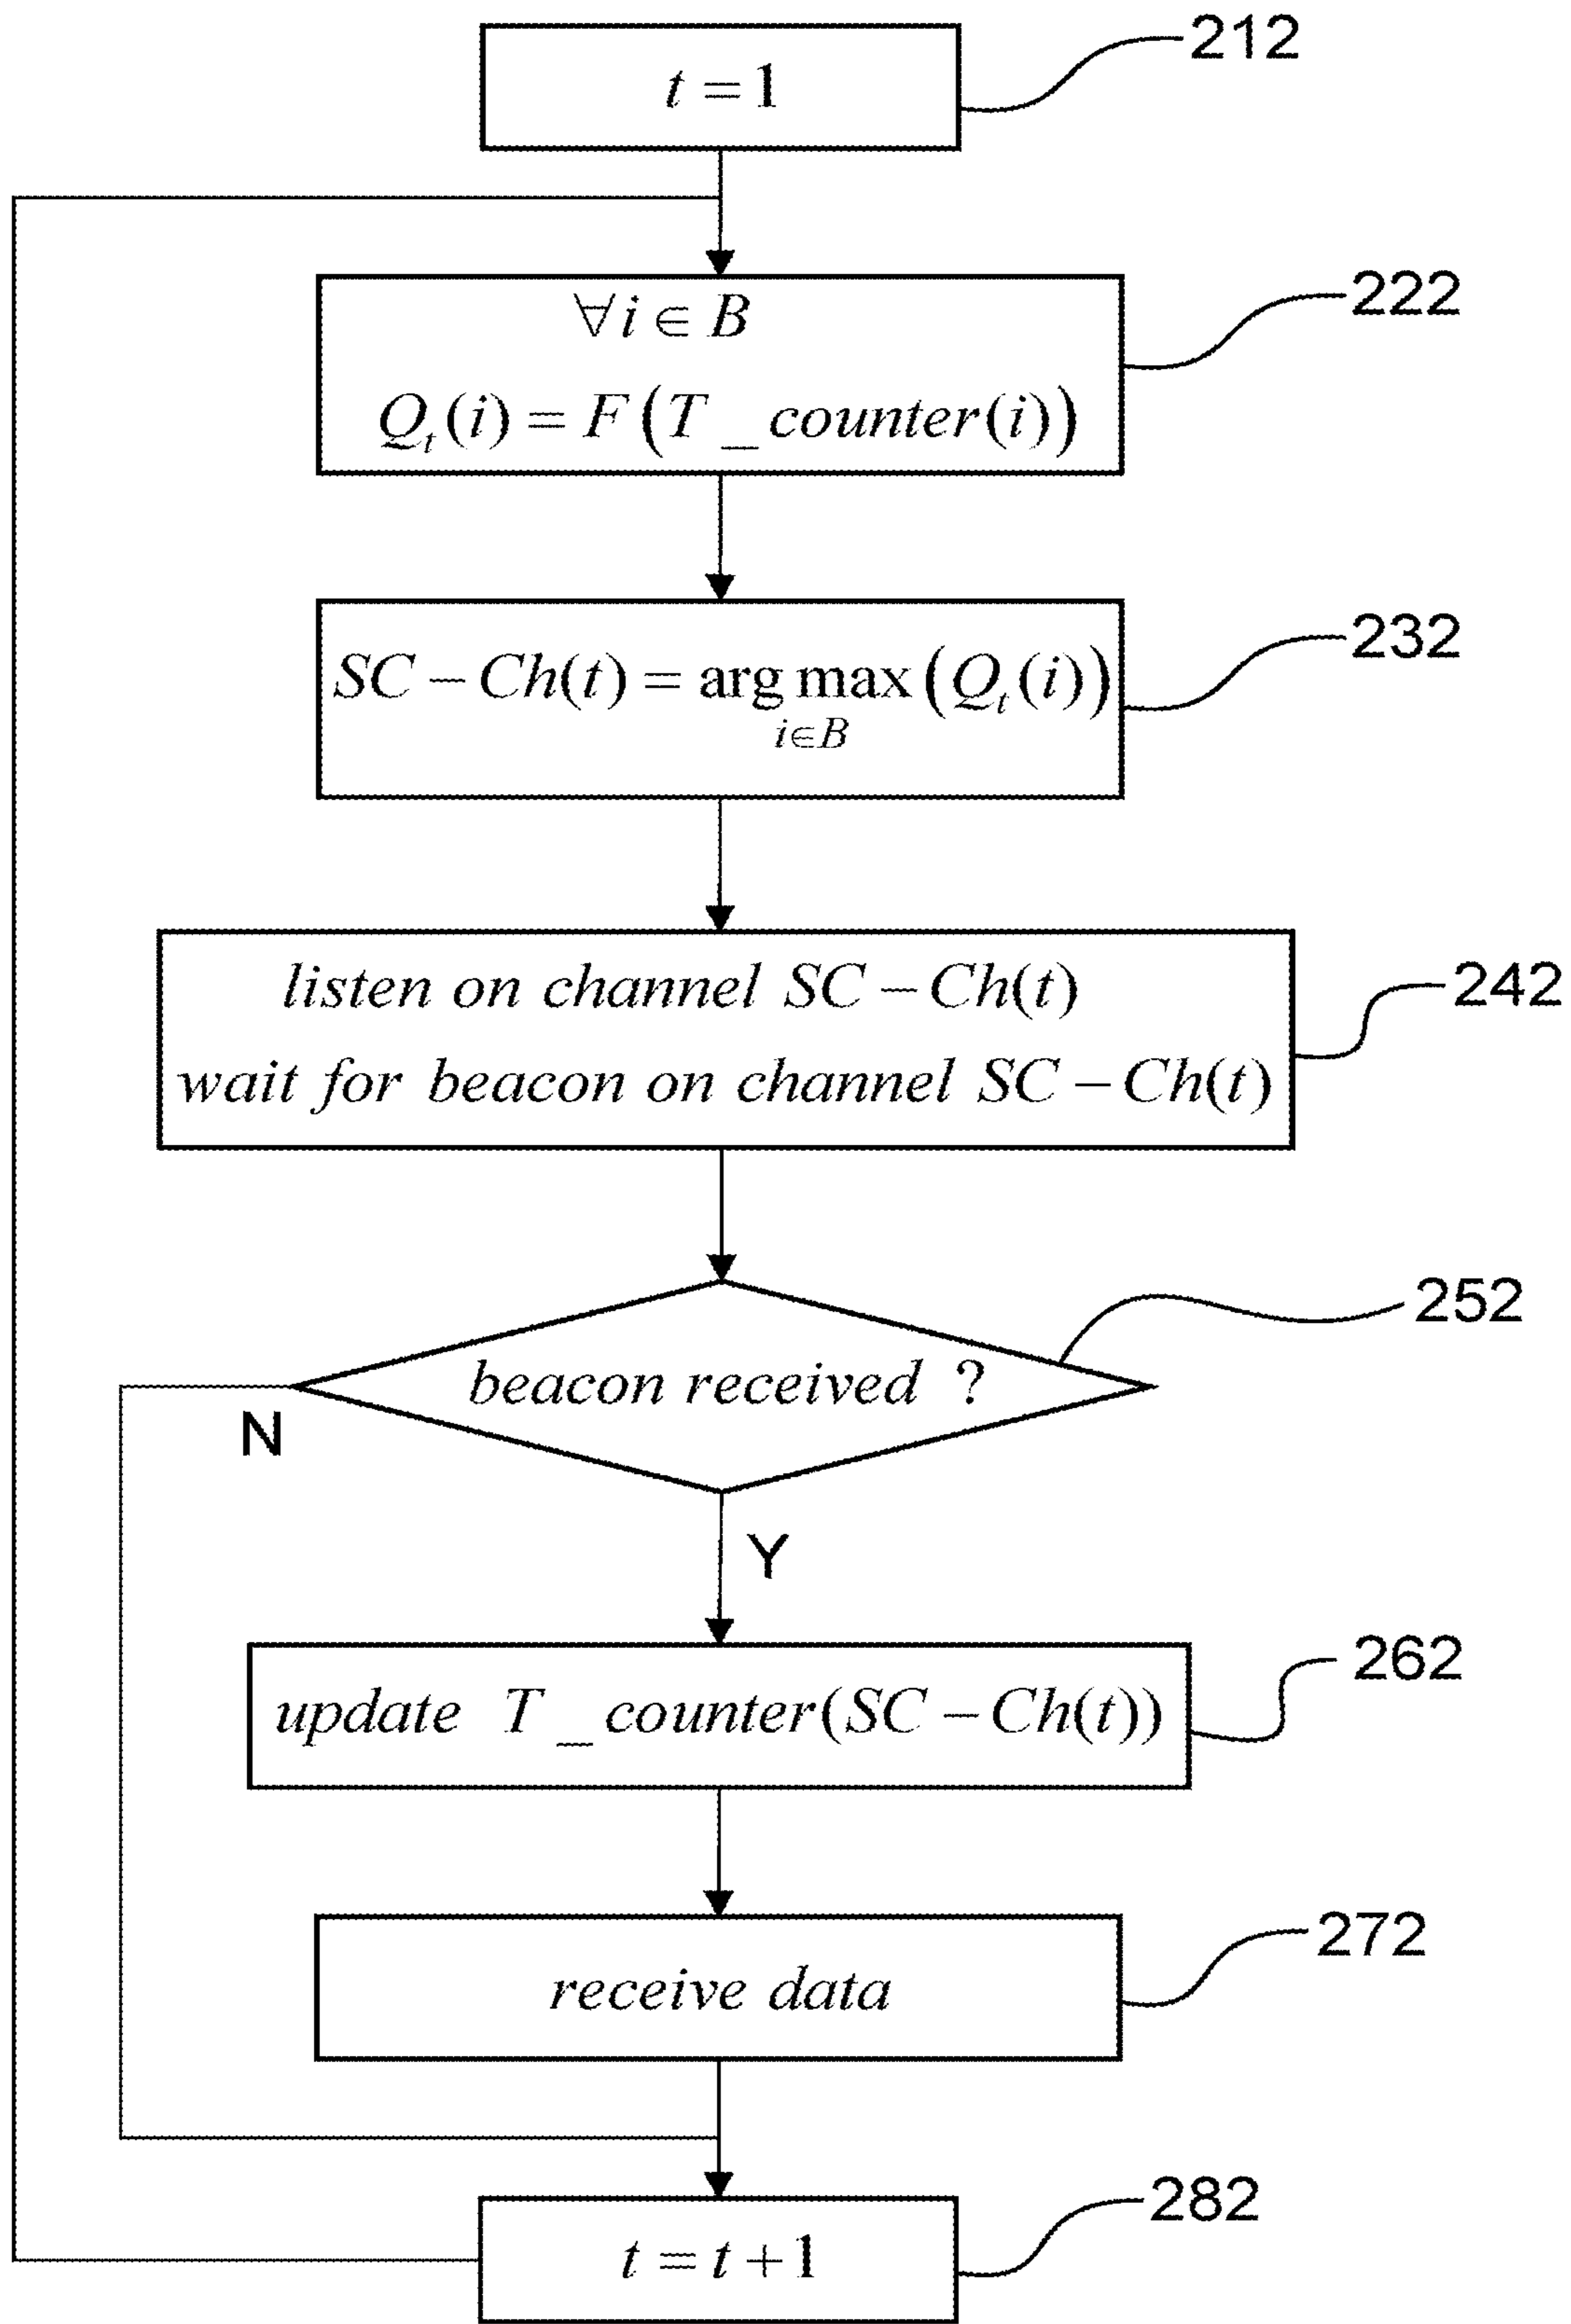 t = 1
212
∀i ∈ B
222
Q_t(i) = F(T_counter(i))
SC – Ch(t) = arg max (Q_t(i))
232
i∈B
listen on channel SC – Ch(t)
242
wait for beacon on channel SC – Ch(t)
252
beacon received ?
N
Y
262
update T_counter(SC – Ch(t))
272
receive data
282
t = t + 1